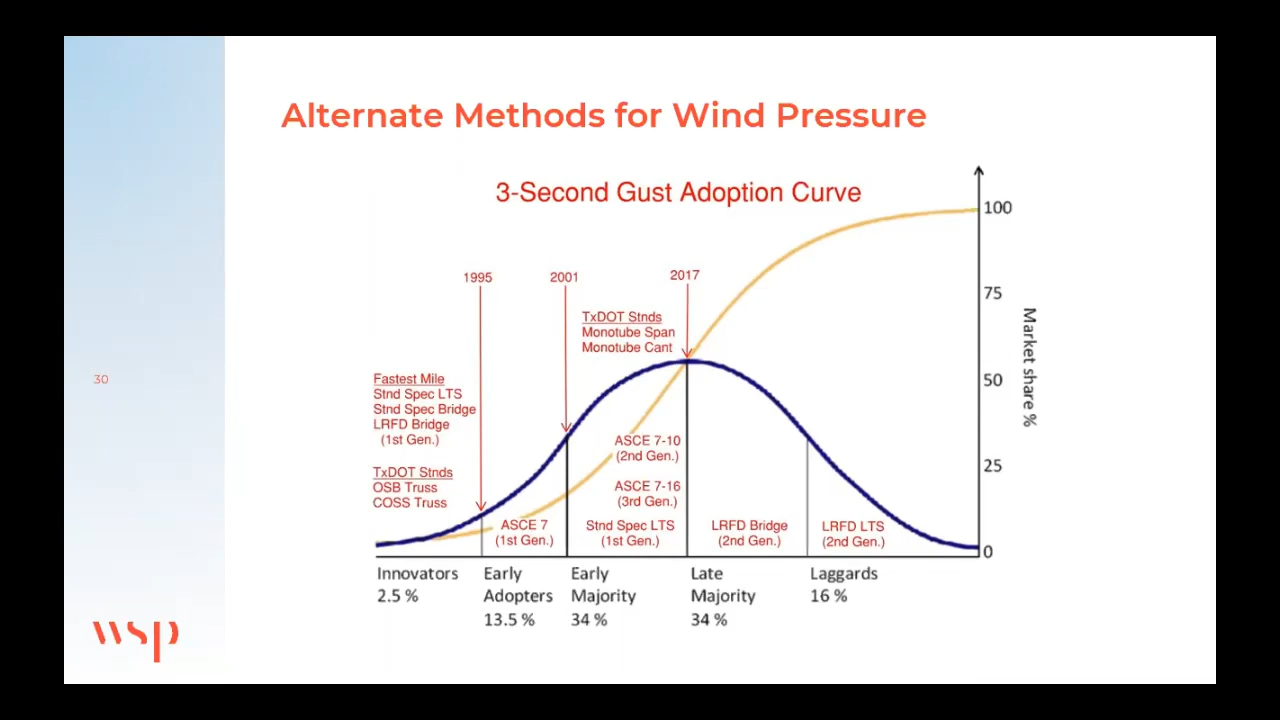 Alternate Methods for Wind Pressure
3-Second Gust Adoption Curve
100
75
50
25
0
Market share %
1995
2001
2017
TxDOT Stnds
Monotube Span
Monotube Cant
Fastest Mile
Stnd Spec LTS
Stnd Spec Bridge
LRFD Bridge
(1st Gen.)
TxDOT Stnds
OSB Truss
COSS Truss
ASCE 7-10
(2nd Gen.)
ASCE 7-16
(3rd Gen.)
ASCE 7
(1st Gen.)
Stnd Spec LTS
(1st Gen.)
LRFD Bridge
(2nd Gen.)
LRFD LTS
(2nd Gen.)
Innovators
2.5 %
Early
Adopters
13.5 %
Early
Majority
34 %
Late
Majority
34 %
Laggards
16 %
30
wsp